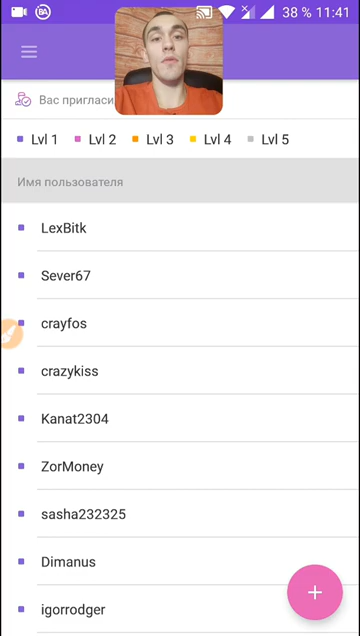 38 % 11:41
Вас пригласи
Lvl 1 Lvl 2 Lvl 3 Lvl 4 Lvl 5
Имя пользователя
LexBitk
Sever67
crayfos
crazykiss
Kanat2304
ZorMoney
sasha232325
Dimanus
igorrodger